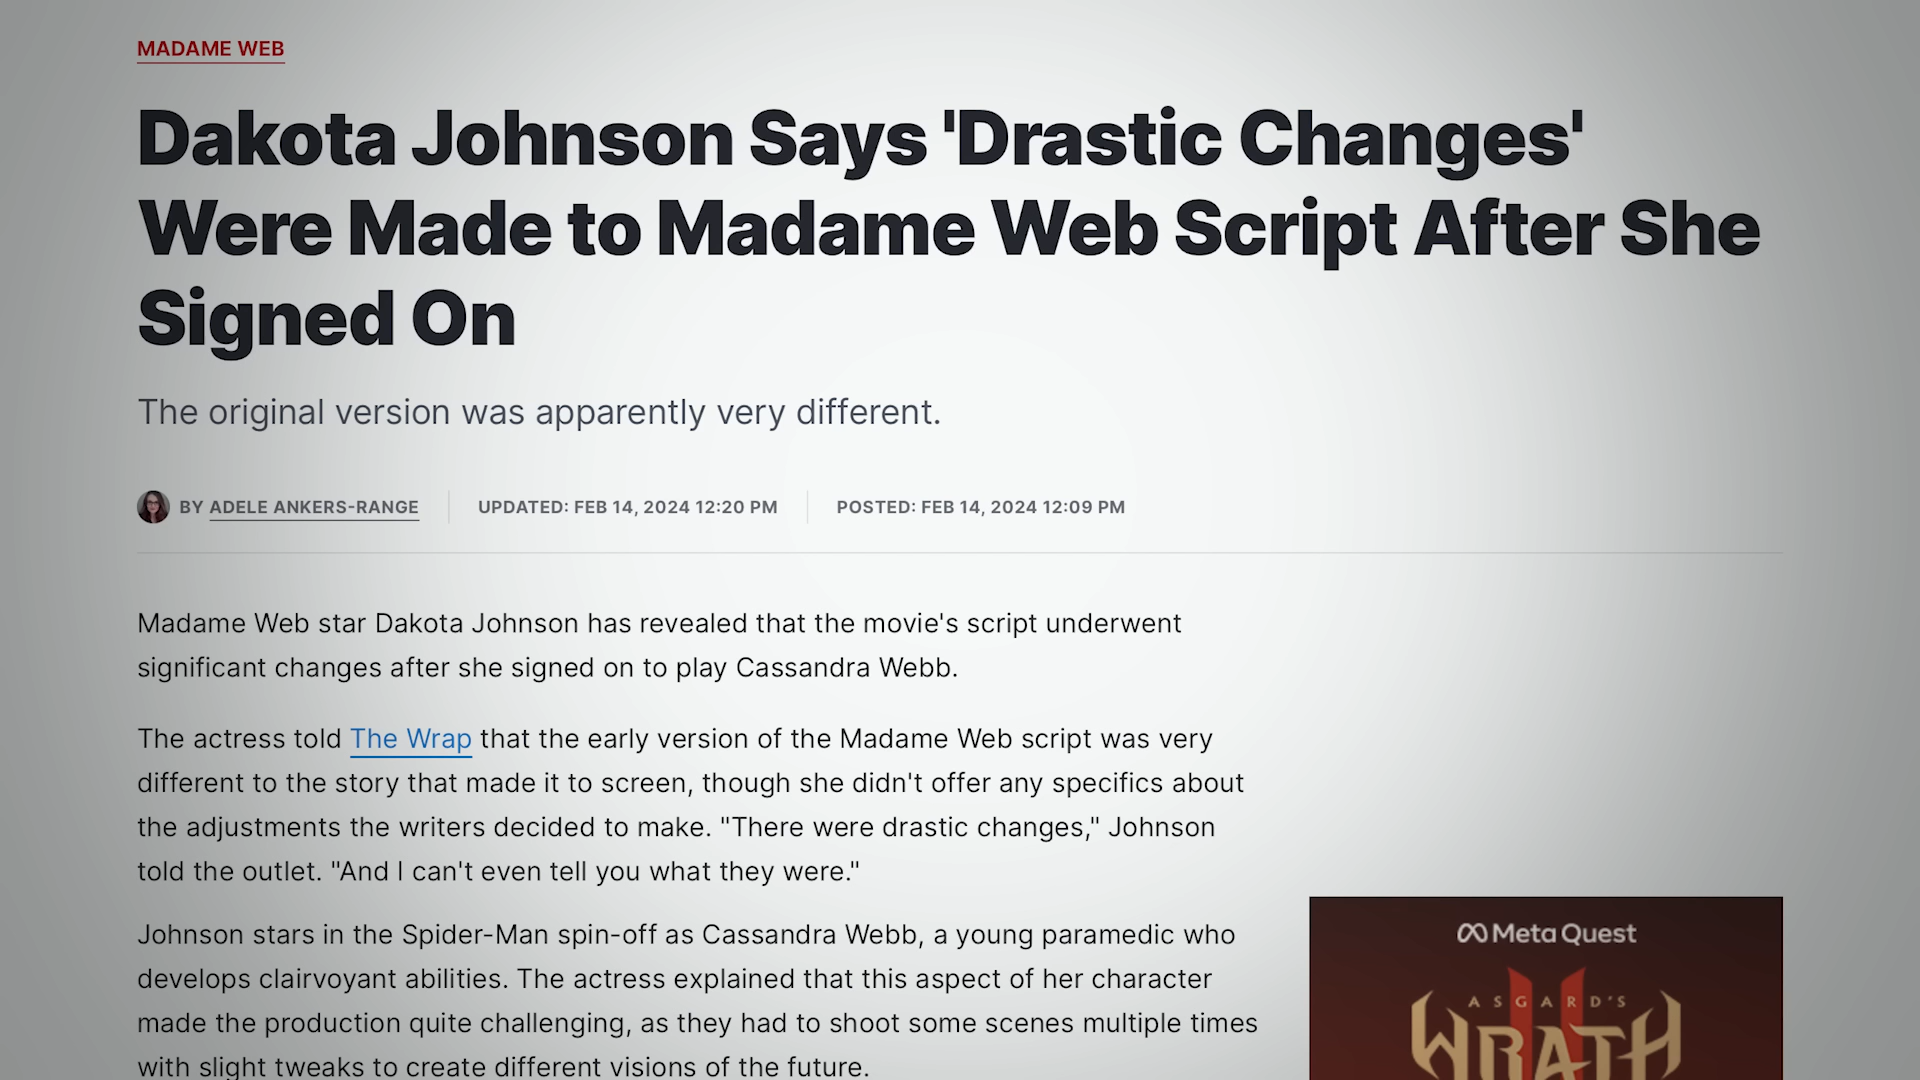 MADAME WEB
Dakota Johnson Says 'Drastic Changes'
Were Made to Madame Web Script After She
Signed On
The original version was apparently very different.
BY ADELE ANKERS-RANGE
UPDATED: FEB 14, 2024 12:20 PM
POSTED: FEB 14, 2024 12:09 PM
Madame Web star Dakota Johnson has revealed that the movie's script underwent
significant changes after she signed on to play Cassandra Webb.
The actress told The Wrap that the early version of the Madame Web script was very
different to the story that made it to screen, though she didn't offer any specifics about
the adjustments the writers decided to make. "There were drastic changes," Johnson
told the outlet. "And I can't even tell you what they were."
Johnson stars in the Spider-Man spin-off as Cassandra Webb, a young paramedic who
develops clairvoyant abilities. The actress explained that this aspect of her character
made the production quite challenging, as they had to shoot some scenes multiple times
with slight tweaks to create different visions of the future.
Meta Quest
ASGARD'S
WRATH
II